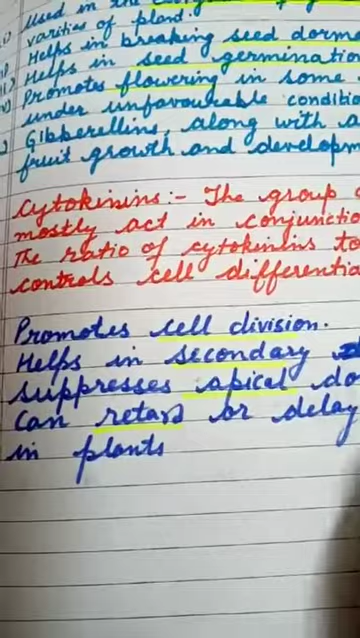 i) Used in the
varities of plant.
Helps in breaking seed dorma
Helps in seed germination
Promotes flowering in some
under unfavourable conditio
Gibberellins, along with a
fruit growth and developm
Cytokinins:- The group o
mostly act in conjunctio
The ratio of cytokinins to
controls cell differentia
Promotes cell division.
Helps in secondary
Suppresses apical do
Can retard or delay
in plants